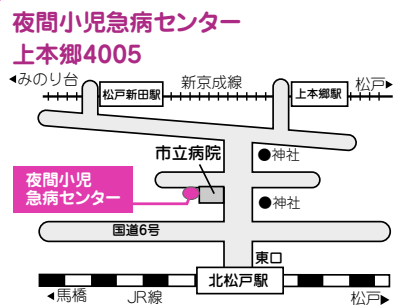 夜間小児急病センター
上本郷4005
◀みのり台
新京成線
松戸▶
松戸新田駅
上本郷駅
市立病院
●神社
夜間小児
急病センター
●神社
国道6号
東口
北松戸駅
◀馬橋
JR線
松戸▶